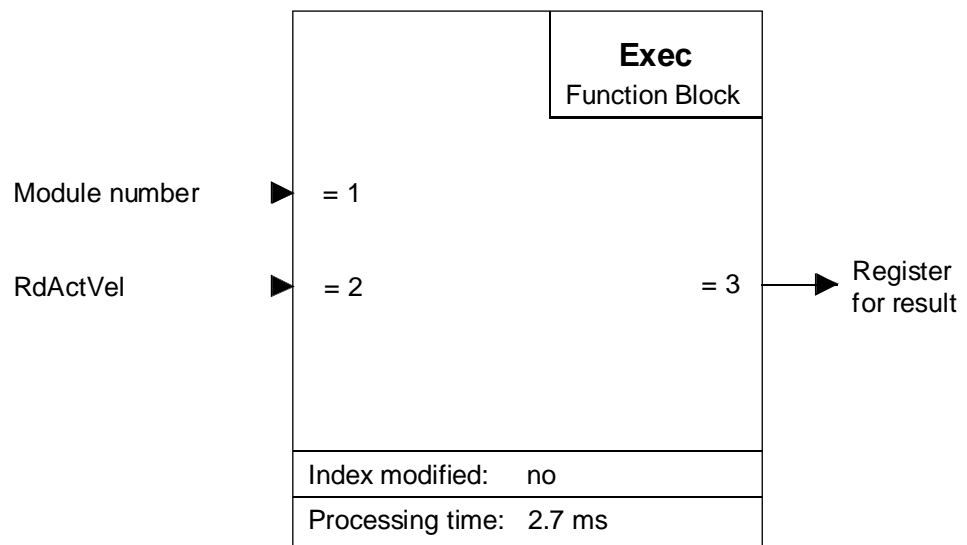 Exec
Function Block
Module number
= 1
RdActVel
= 2
= 3
Register
for result
Index modified: no
Processing time: 2.7 ms